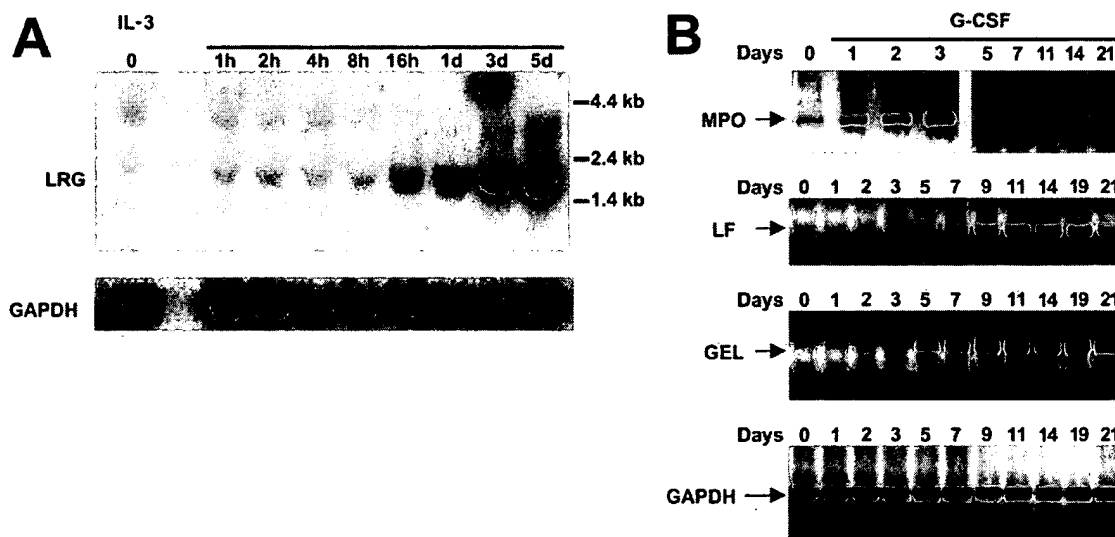 A
IL-3
0 1h 2h 4h 8h 16h 1d 3d 5d
4.4 kb
2.4 kb
1.4 kb
LRG
GAPDH
B
G-CSF
Days 0 1 2 3 5 7 11 14 21
MPO
0 1 2 3 5 7 9 11 14 19 21
LF
Days 0 1 2 3 5 7 9 11 14 19 21
GEL
Days 0 1 2 3 5 7 9 11 14 19 21
GAPDH